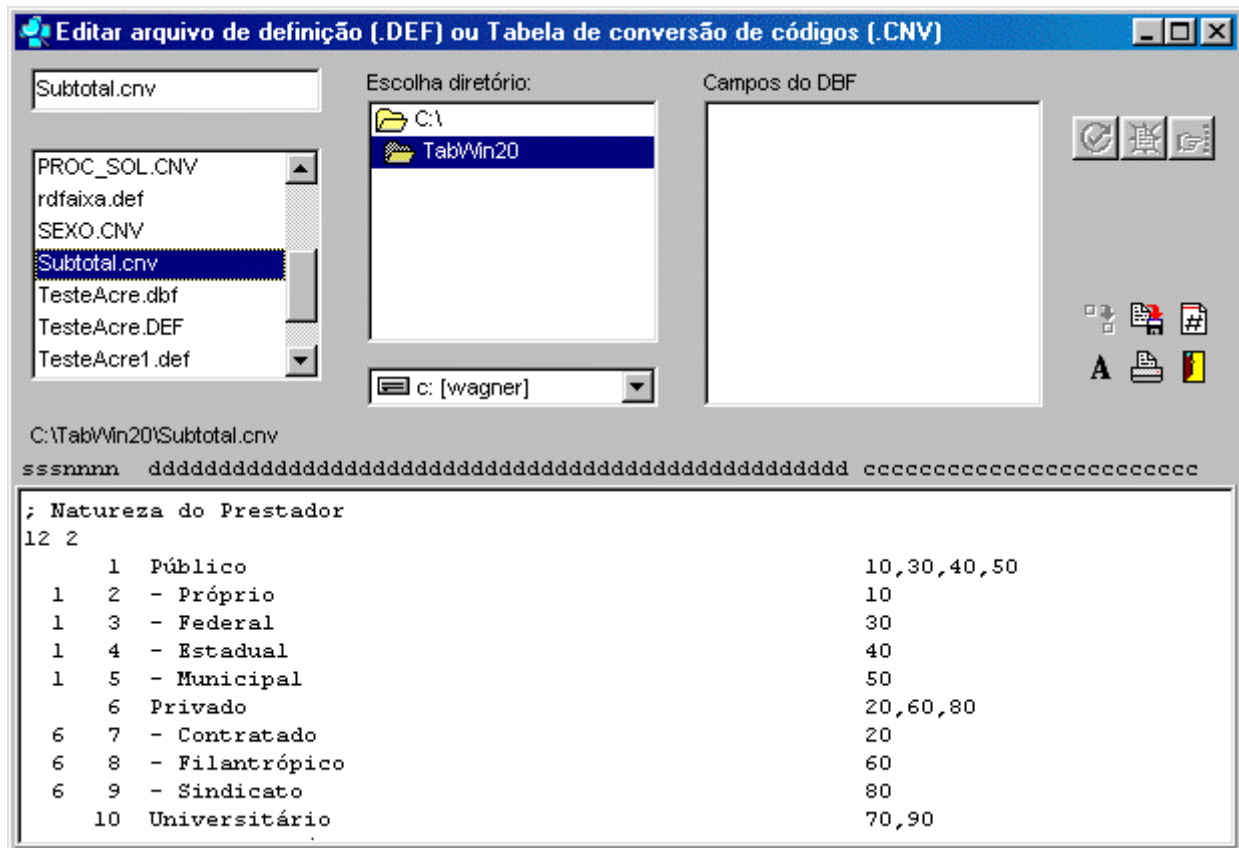 Editar arquivo de definição (.DEF) ou Tabela de conversão de códigos (.CNV)
Subtotal.cnv
PROC_SOL.CNV
rdfaixa.def
SEXO.CNV
Subtotal.cnv
TesteAcre.dbf
TesteAcre.DEF
TesteAcre1.def
Escolha diretório:
C:\
TabWin20
c: [wagner]
Campos do DBF
#
A
C:\TabWin20\Subtotal.cnv
sssnnnn dddddddddddddddddddddddddddddddddddddddddddddddddd cccccccccccccccccccccccc
; Natureza do Prestador
12 2
1 Público 10,30,40,50
1 2 - Próprio 10
1 3 - Federal 30
1 4 - Estadual 40
1 5 - Municipal 50
6 Privado 20,60,80
6 7 - Contratado 20
6 8 - Filantrópico 60
6 9 - Sindicato 80
10 Universitário 70,90